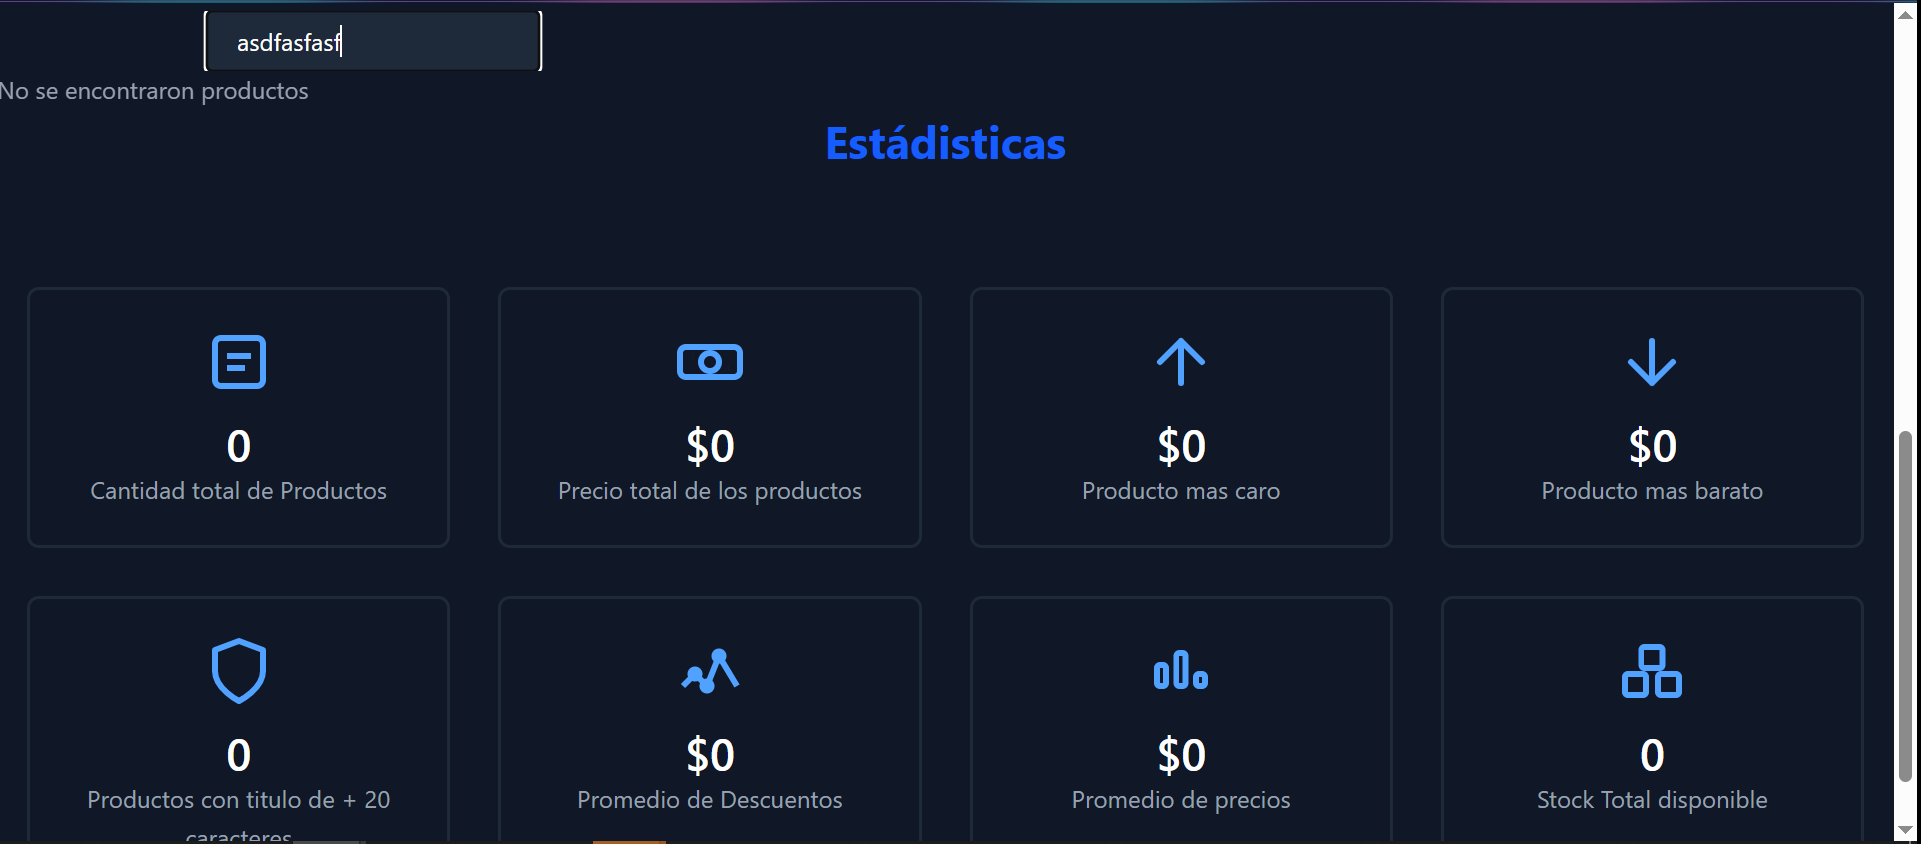 asdfasfasf
No se encontraron productos
Estádisticas
0
Cantidad total de Productos
$0
Precio total de los productos
$0
Producto mas caro
$0
Producto mas barato
0
Productos con titulo de + 20
caracteres
$0
Promedio de Descuentos
$0
Promedio de precios
0
Stock Total disponible